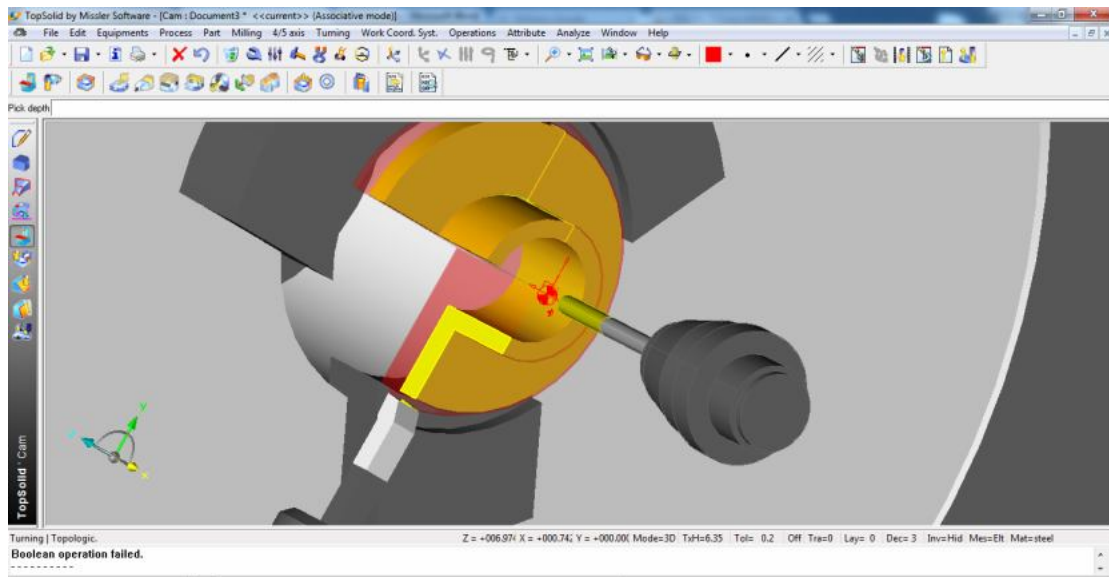 TopSolid by Missler Software - [Cam : Document3 * <<current>> (Associative mode)]
File Edit Equipments Process Part Milling 4/5 axis Turning Work Coord. Syst. Operations Attribute Analyze Window Help
Pick depth
y
x
TopSolid'Cam
Turning | Topologic.
Z = +006.974 X = +000.742 Y = +000.000 Mode=3D TxH=6.35 Tol= 0.2 Off Tra=0 Lay= 0 Dec= 3 Inv=Hid Mes=Elt Mat=steel
Boolean operation failed.
----------